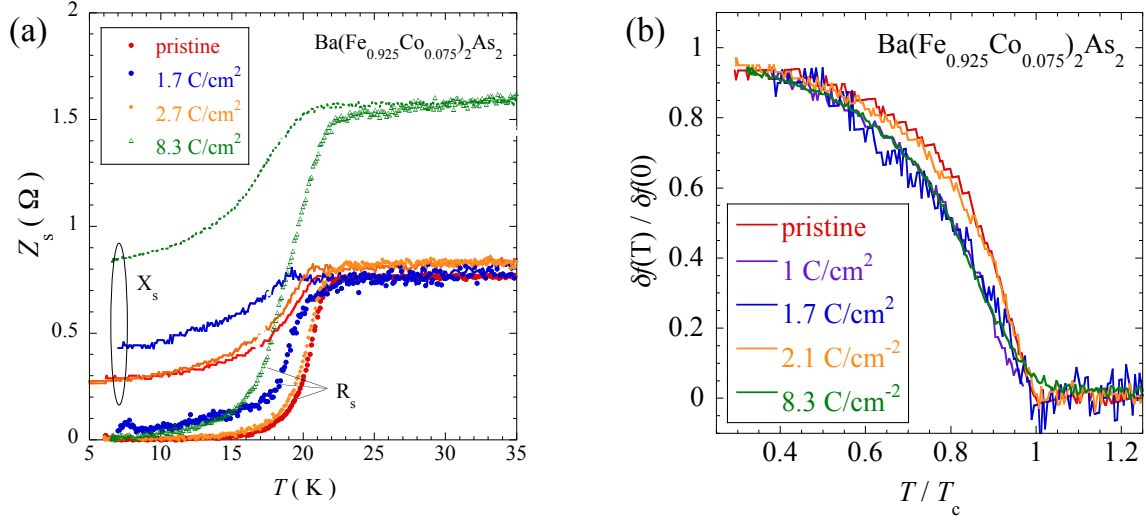 (a)
pristine
1.7 C/cm²
2.7 C/cm²
8.3 C/cm²
Ba(Fe₀.₉₂₅Co₀.₀₇₅)₂As₂
Zₛ ( Ω )
2
1.5
1
0.5
0
Xₛ
Rₛ
5 10 15 20 25 30 35
T ( K )
(b)
Ba(Fe₀.₉₂₅Co₀.₀₇₅)₂As₂
δf(T) / δf(0)
1
0.8
0.6
0.4
0.2
0
pristine
1 C/cm²
1.7 C/cm²
2.1 C/cm⁻²
8.3 C/cm⁻²
0.4 0.6 0.8 1 1.2
T / T_c